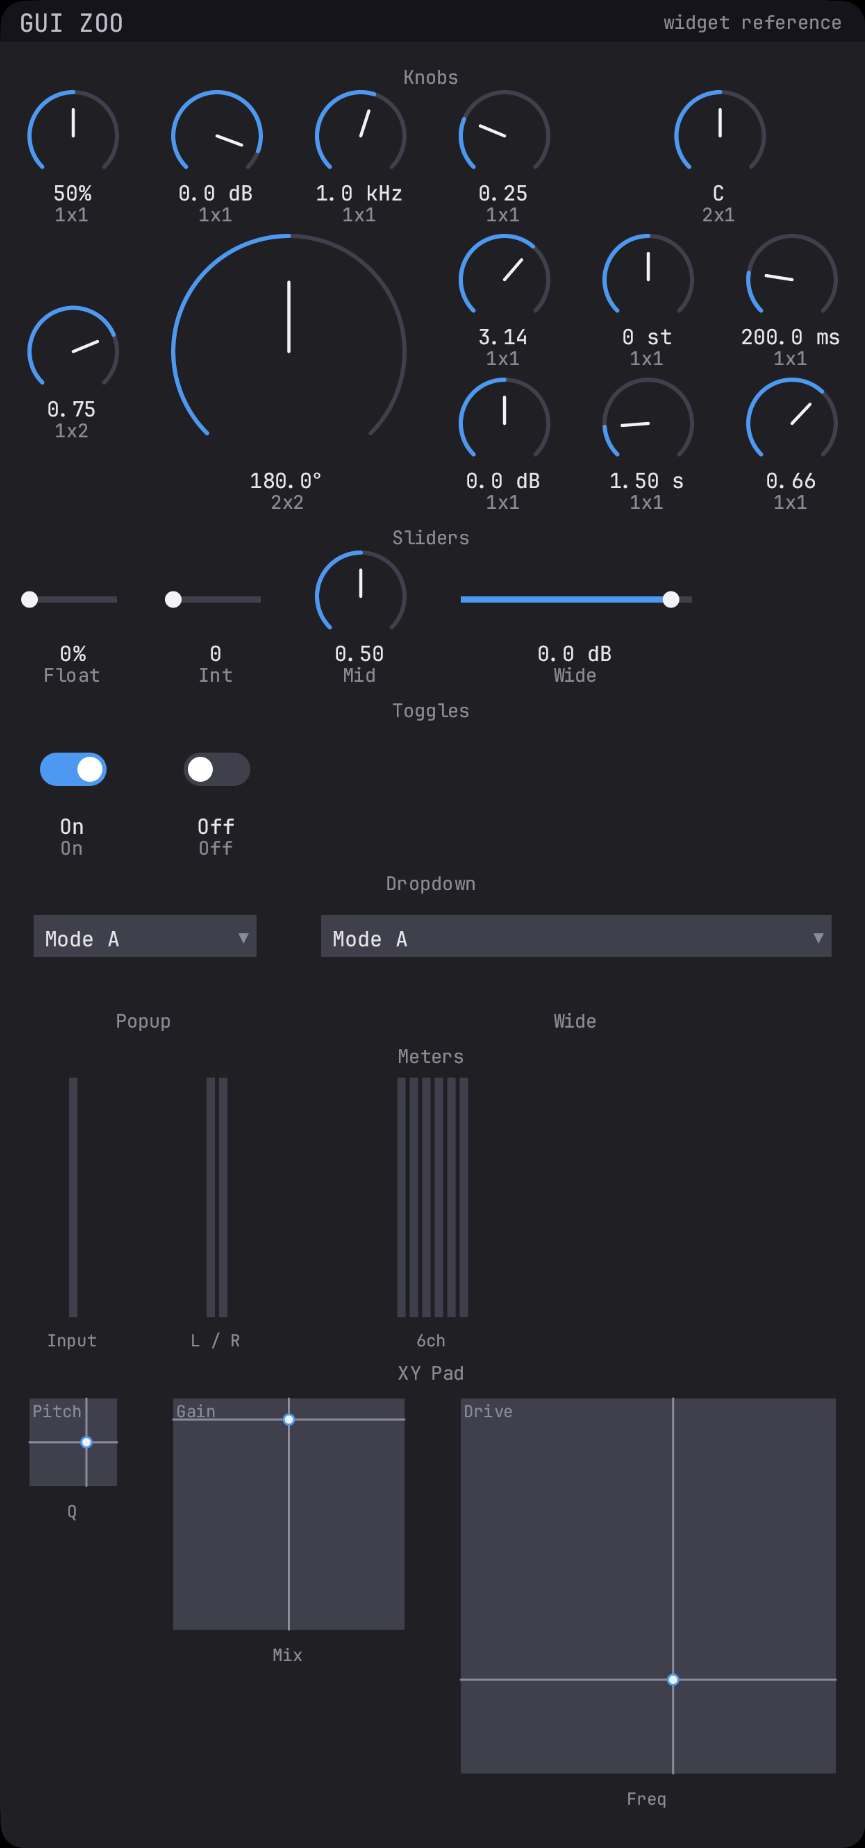 GUI ZOO
widget reference
Knobs
50% 0.0 dB 1.0 kHz 0.25 C
1x1 1x1 1x1 1x1 2x1
3.14 0 st 200.0 ms
1x1 1x1 1x1
0.75
1x2
180.0° 0.0 dB 1.50 s 0.66
2x2 1x1 1x1 1x1
Sliders
0% 0 0.50 0.0 dB
Float Int Mid Wide
Toggles
On Off
On Off
Dropdown
Mode A Mode A
Popup Wide
Meters
Input L / R 6ch
XY Pad
Pitch Gain Drive
Q
Mix
Freq